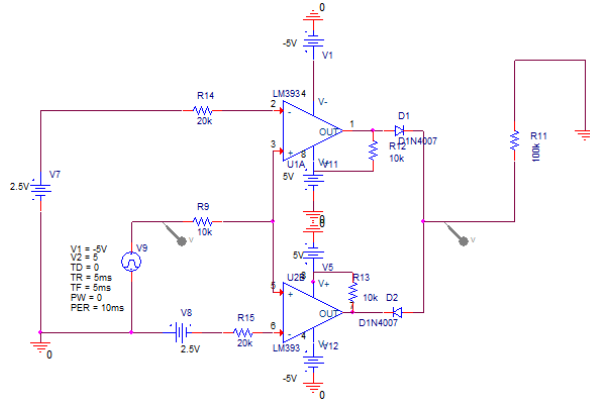 0
-5V
V1
LM3934
R14
2
V-
20k
1
D1
OUT
D1N4007
R12
10k
R11
100k
0
3
+
8
V+
V11
U1A
5V
V7
2.5V
0
0
R9
10k
V
V
V9
V1 = -5V
V2 = 5
TD = 0
TR = 5ms
TF = 5ms
PW = 0
PER = 10ms
5V
V5
8
U2B
V+
R13
10k
5
+
OUT
D2
D1N4007
V8
2.5V
R15
20k
6
-
LM393
4
V-
V12
-5V
0
0